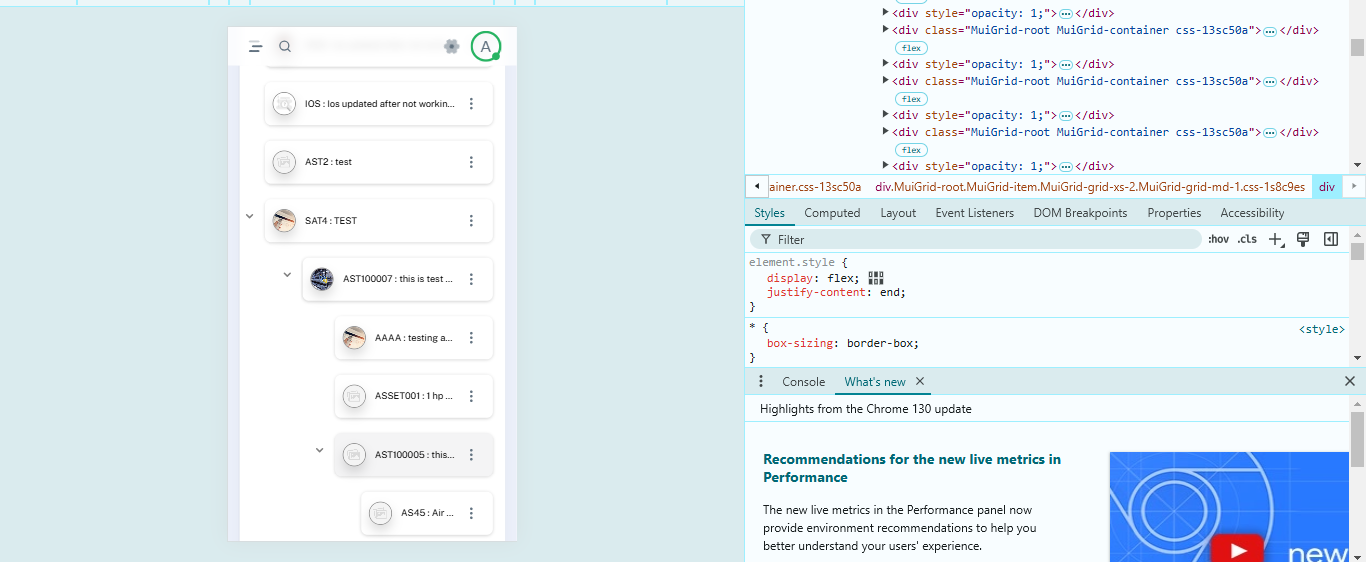 A
IOS : Ios updated after not workin...
AST2 : test
SAT4 : TEST
AST100007 : this is test ...
AAAA : testing a...
ASSET001 : 1 hp ...
AST100005 : this...
AS45 : Air ...
<div style="opacity: 1;">⋯</div>
<div class="MuiGrid-root MuiGrid-container css-13sc50a">⋯</div>
flex
<div style="opacity: 1;">⋯</div>
<div class="MuiGrid-root MuiGrid-container css-13sc50a">⋯</div>
flex
<div style="opacity: 1;">⋯</div>
<div class="MuiGrid-root MuiGrid-container css-13sc50a">⋯</div>
flex
<div style="opacity: 1;">⋯</div>
ainer.css-13sc50a div.MuiGrid-root.MuiGrid-item.MuiGrid-grid-xs-2.MuiGrid-grid-md-1.css-1s8c9es div
Styles Computed Layout Event Listeners DOM Breakpoints Properties Accessibility
Filter :hov .cls
element.style {
display: flex;
justify-content: end;
}
* { <style>
box-sizing: border-box;
}
Console What's new
Highlights from the Chrome 130 update
Recommendations for the new live metrics in
Performance
The new live metrics in the Performance panel now
provide environment recommendations to help you
better understand your users' experience.
new